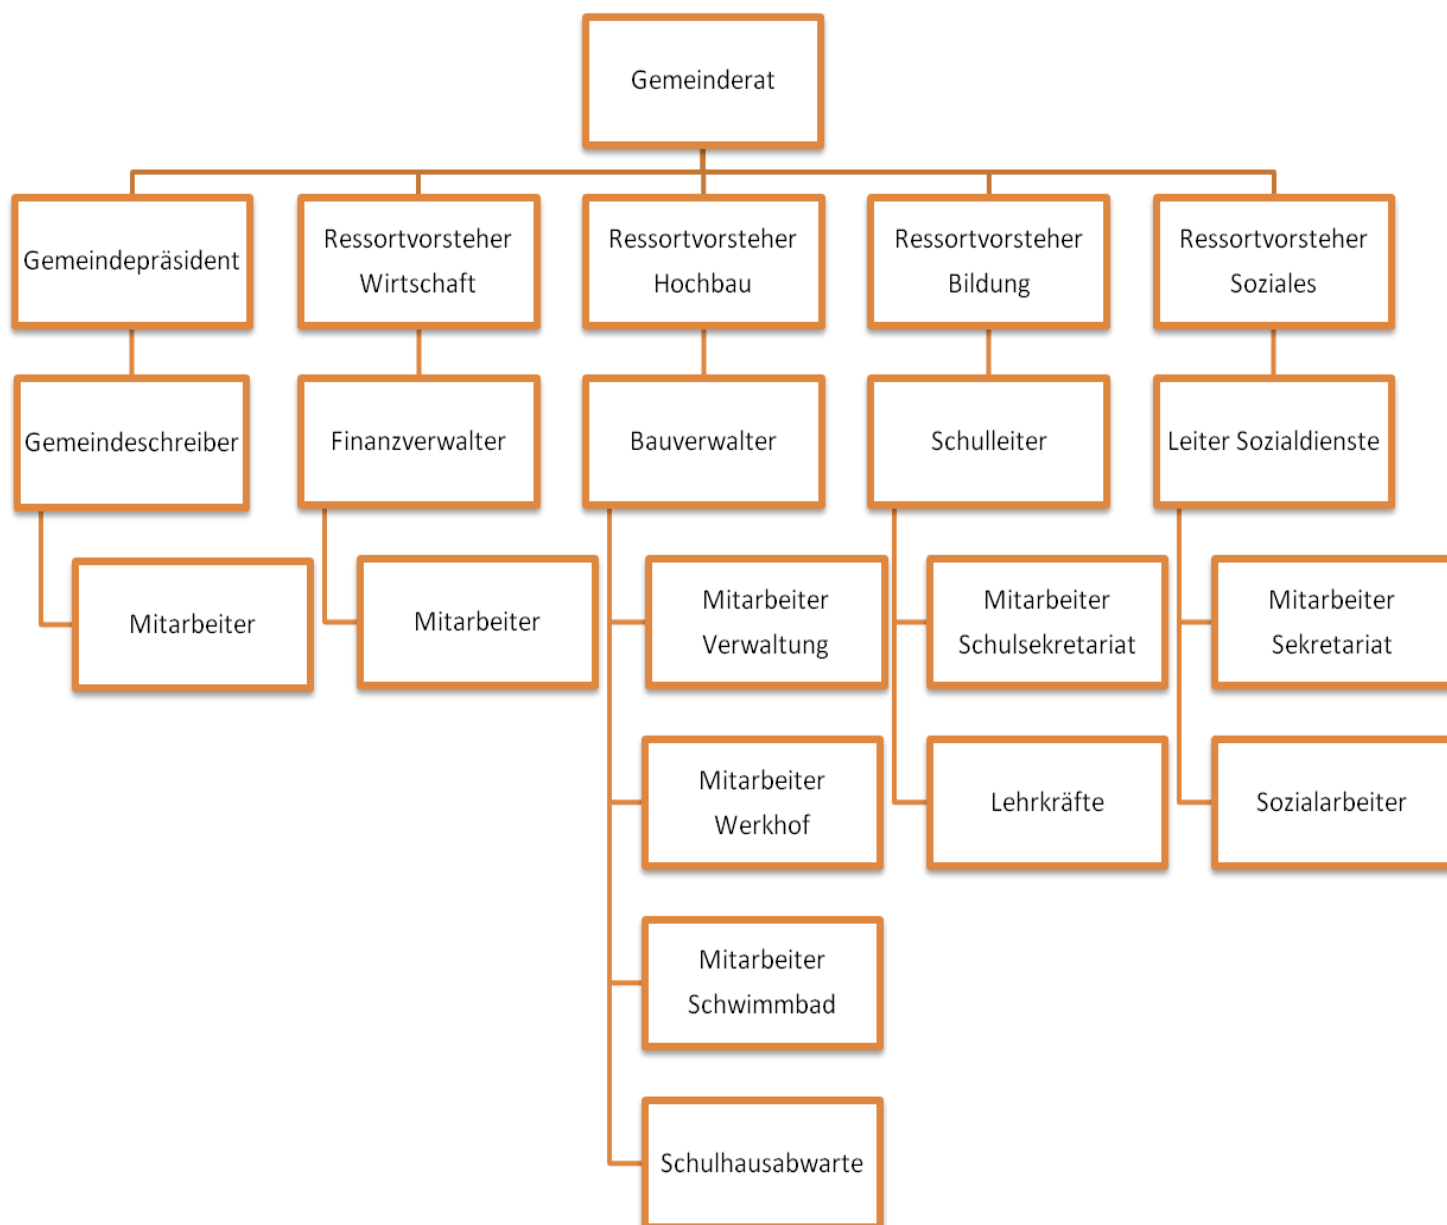 Gemeinderat
Gemeindepräsident
Ressortvorsteher
Wirtschaft
Ressortvorsteher
Hochbau
Ressortvorsteher
Bildung
Ressortvorsteher
Soziales
Gemeindeschreiber
Finanzverwalter
Bauverwalter
Schulleiter
Leiter Sozialdienste
Mitarbeiter
Mitarbeiter
Mitarbeiter
Verwaltung
Mitarbeiter
Schulsekretariat
Mitarbeiter
Sekretariat
Mitarbeiter
Werkhof
Lehrkräfte
Sozialarbeiter
Mitarbeiter
Schwimmbad
Schulhausabwarte